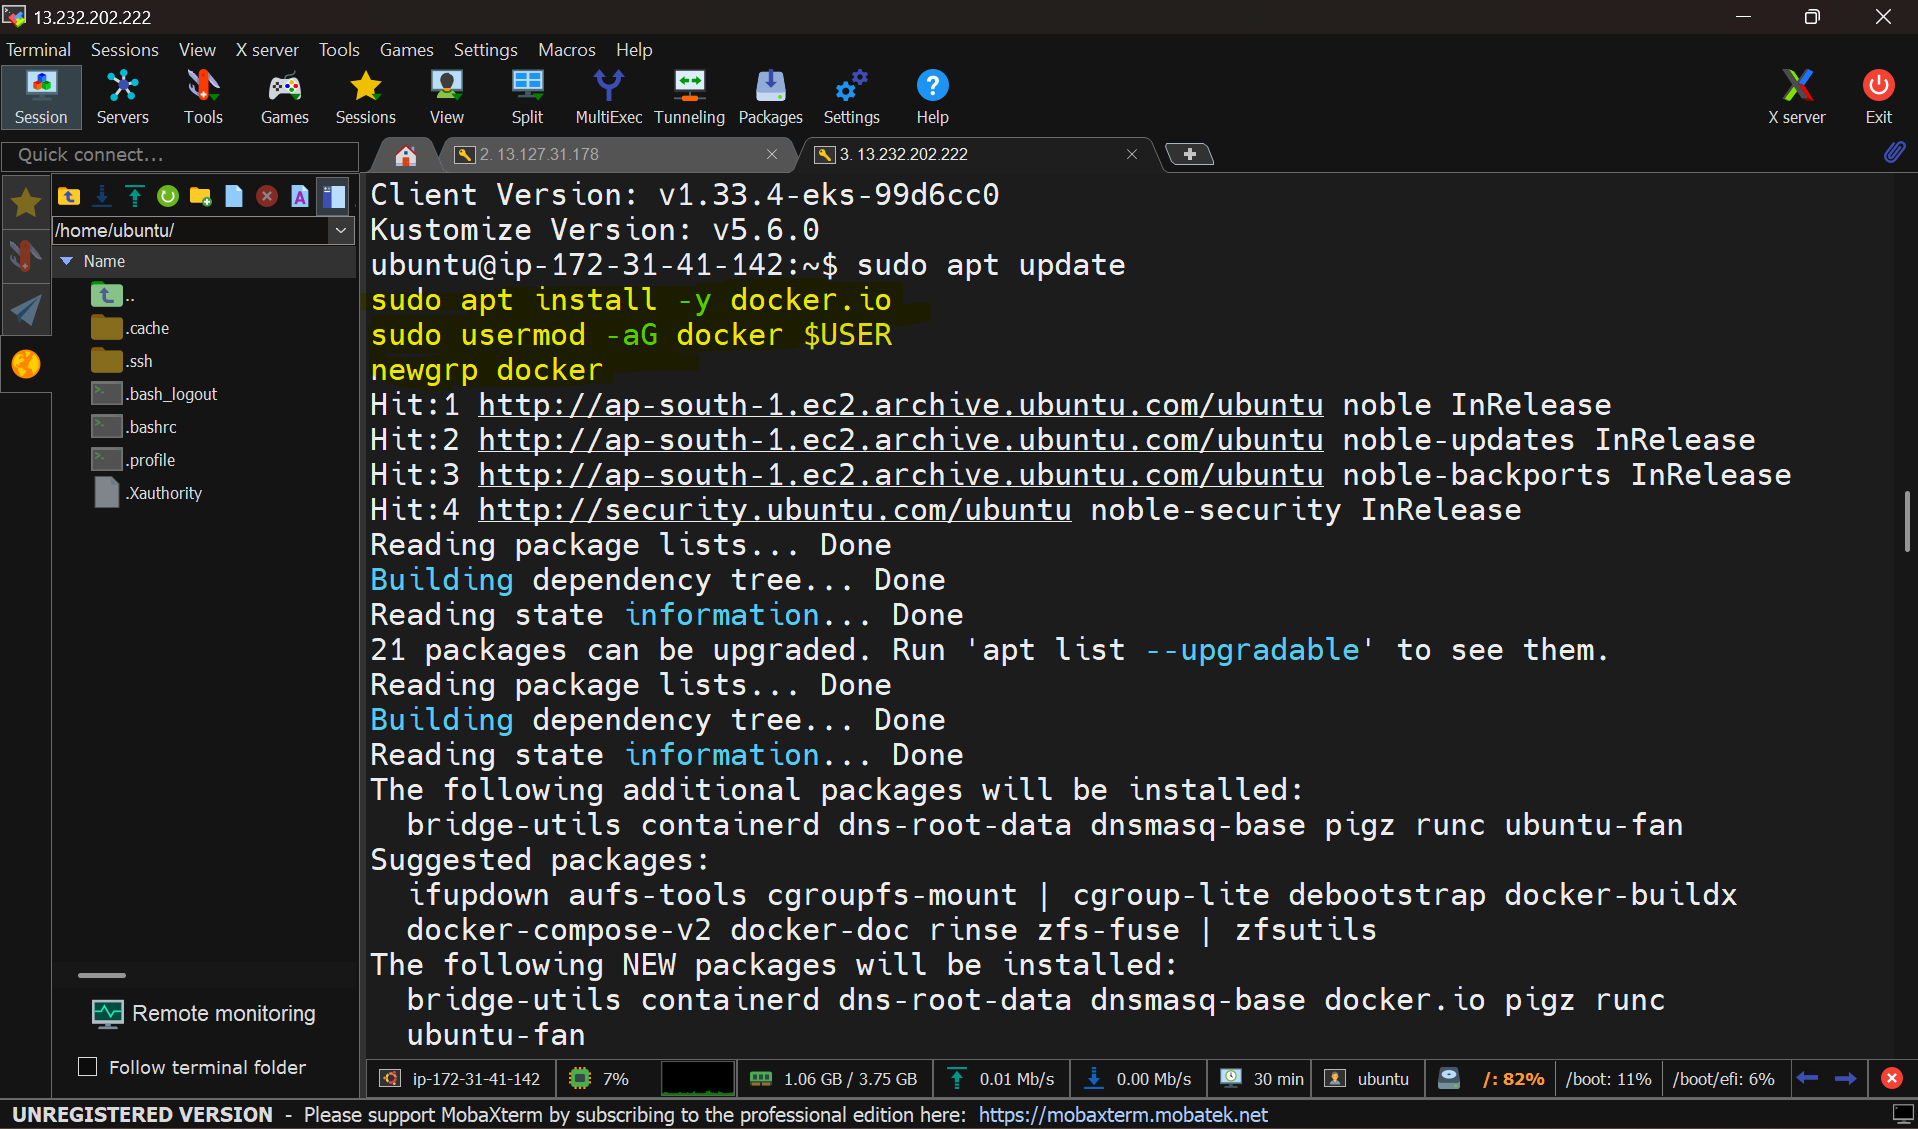 13.232.202.222
Terminal Sessions View X server Tools Games Settings Macros Help
Session Servers Tools Games Sessions View Split MultiExec Tunneling Packages Settings Help X server Exit
Quick connect...
2. 13.127.31.178
3. 13.232.202.222
/home/ubuntu/
Name
..
.cache
.ssh
.bash_logout
.bashrc
.profile
.Xauthority
Remote monitoring
Follow terminal folder
Client Version: v1.33.4-eks-99d6cc0
Kustomize Version: v5.6.0
ubuntu@ip-172-31-41-142:~$ sudo apt update
sudo apt install -y docker.io
sudo usermod -aG docker $USER
newgrp docker
Hit:1 http://ap-south-1.ec2.archive.ubuntu.com/ubuntu noble InRelease
Hit:2 http://ap-south-1.ec2.archive.ubuntu.com/ubuntu noble-updates InRelease
Hit:3 http://ap-south-1.ec2.archive.ubuntu.com/ubuntu noble-backports InRelease
Hit:4 http://security.ubuntu.com/ubuntu noble-security InRelease
Reading package lists... Done
Building dependency tree... Done
Reading state information... Done
21 packages can be upgraded. Run 'apt list --upgradable' to see them.
Reading package lists... Done
Building dependency tree... Done
Reading state information... Done
The following additional packages will be installed:
bridge-utils containerd dns-root-data dnsmasq-base pigz runc ubuntu-fan
Suggested packages:
ifupdown aufs-tools cgroupfs-mount | cgroup-lite debootstrap docker-buildx
docker-compose-v2 docker-doc rinse zfs-fuse | zfsutils
The following NEW packages will be installed:
bridge-utils containerd dns-root-data dnsmasq-base docker.io pigz runc
ubuntu-fan
ip-172-31-41-142 7% 1.06 GB / 3.75 GB 0.01 Mb/s 0.00 Mb/s 30 min ubuntu /: 82% /boot: 11% /boot/efi: 6%
UNREGISTERED VERSION - Please support MobaXterm by subscribing to the professional edition here: https://mobaxterm.mobatek.net